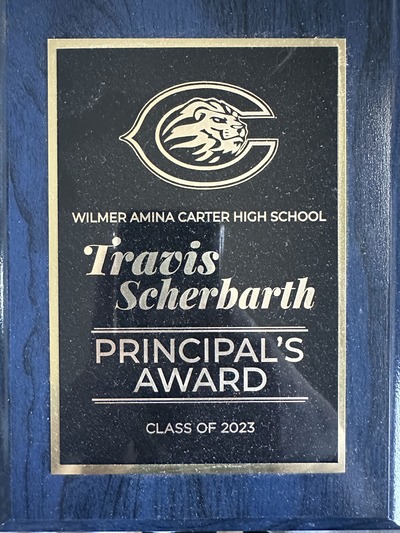 WILMER AMINA CARTER HIGH SCHOOL
Travis
Scherbarth
PRINCIPAL'S
AWARD
CLASS OF 2023